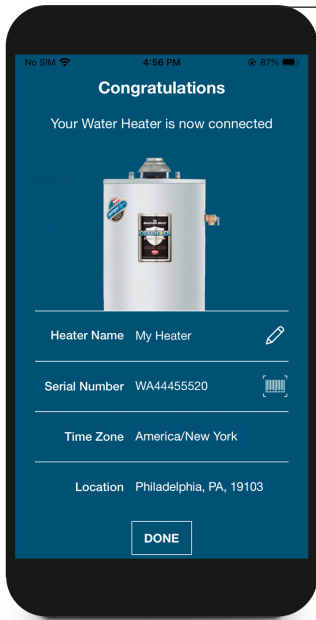 No SIM 4:56 PM 87%
Congratulations
Your Water Heater is now connected
Heater Name My Heater
Serial Number WA44455520
Time Zone America/New York
Location Philadelphia, PA, 19103
DONE